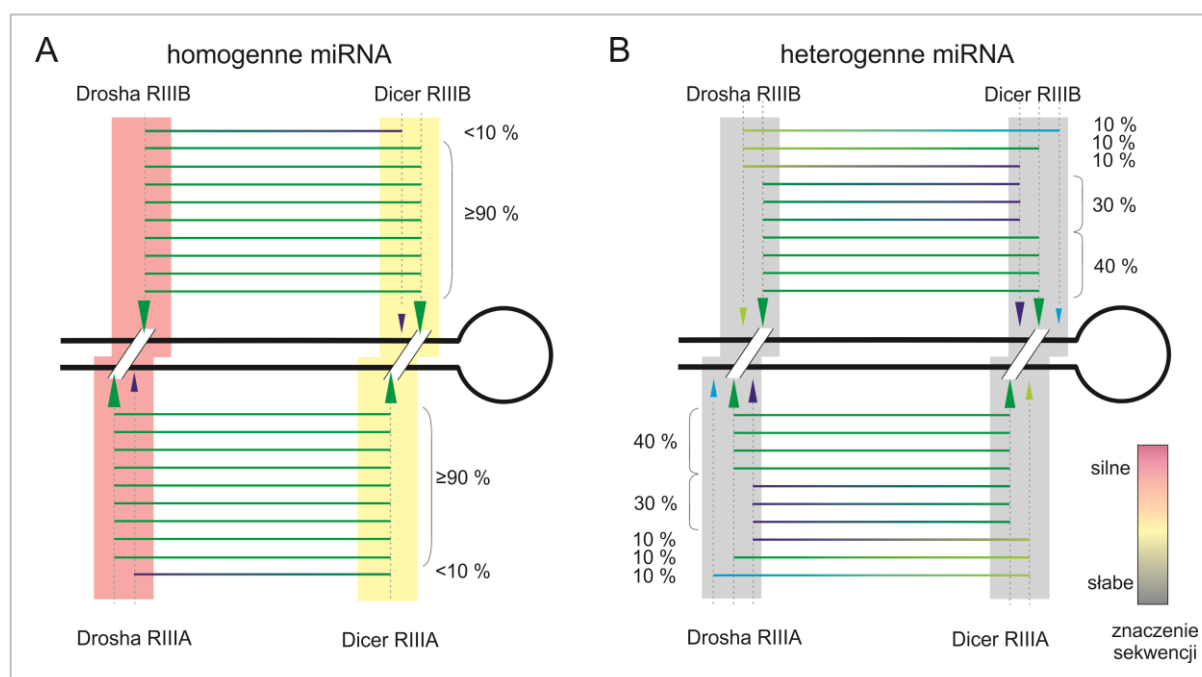 A
homogenne miRNA
Drosha RIIIB
Dicer RIIIB
<10 %
≥90 %
≥90 %
<10 %
Drosha RIIIA
Dicer RIIIA
B
heterogenne miRNA
Drosha RIIIB
Dicer RIIIB
10 %
10 %
10 %
30 %
40 %
40 %
30 %
10 %
10 %
10 %
Drosha RIIIA
Dicer RIIIA
silne
słabe
znaczenie
sekwencji